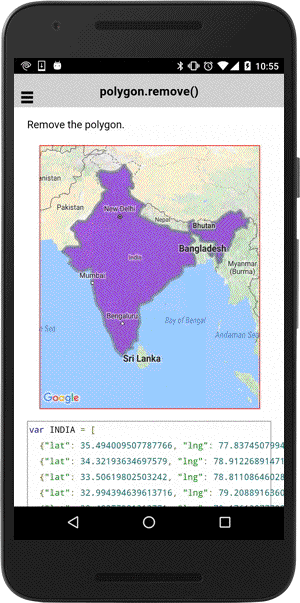 10:55
polygon.remove()
Remove the polygon.
anistan
Pakistan
New Delhi
Nepal
Bhutan
India
Bangladesh
Myanmar
(Burma)
Mumbai
Bengaluru
Bay of Bengal
Andaman Sea
n Sea
Sri Lanka
Google
var INDIA = [
{"lat": 35.494009507787766, "lng": 77.8374507994
{"lat": 34.32193634697579, "lng": 78.91226891471
{"lat": 33.50619802503242, "lng": 78.81108646028
{"lat": 32.994394639613716, "lng": 79.2088916360